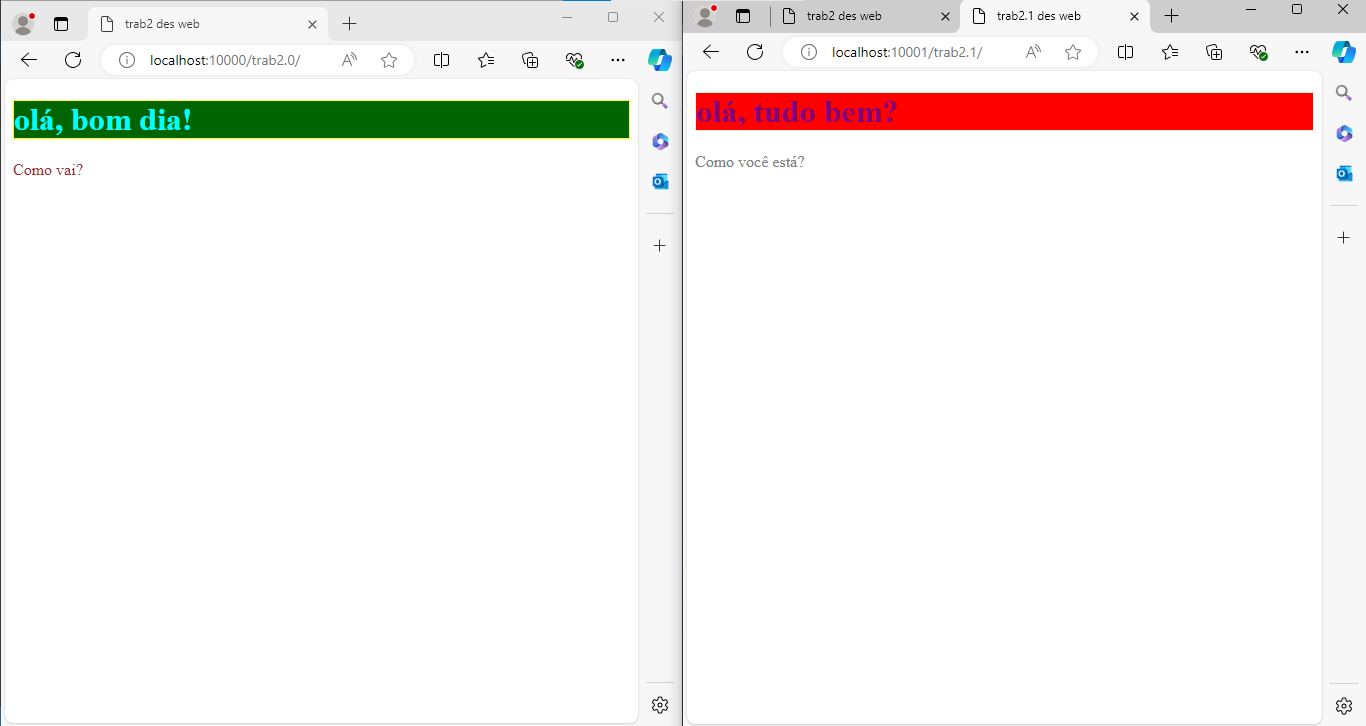 trab2 des web
localhost:10000/trab2.0/
olá, bom dia!
Como vai?
trab2 des web
trab2.1 des web
localhost:10001/trab2.1/
olá, tudo bem?
Como você está?